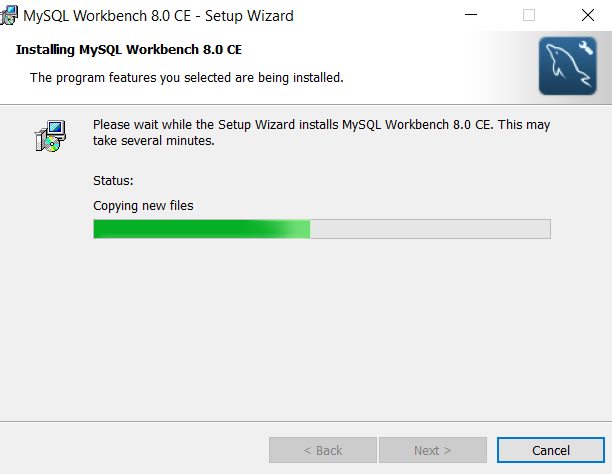 MySQL Workbench 8.0 CE - Setup Wizard
Installing MySQL Workbench 8.0 CE
The program features you selected are being installed.
Please wait while the Setup Wizard installs MySQL Workbench 8.0 CE. This may
take several minutes.
Status:
Copying new files
< Back
Next >
Cancel